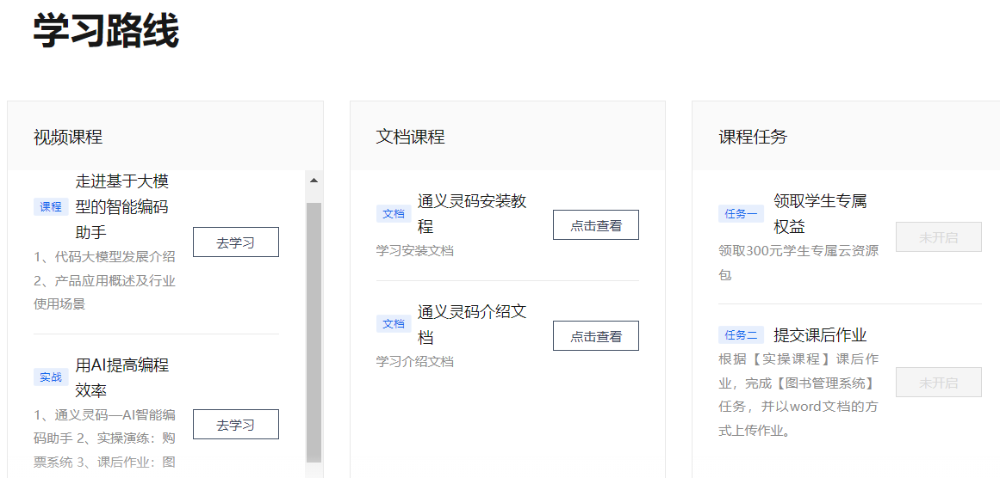 学习路线
视频课程
课程
走进基于大模
型的智能编码
助手
去学习
1、代码大模型发展介绍
2、产品应用概述及行业
使用场景
实战
用AI提高编程
效率
去学习
1、通义灵码—AI智能编
码助手 2、实操演练：购
票系统 3、课后作业：图
文档课程
文档
通义灵码安装教
程
点击查看
学习安装文档
文档
通义灵码介绍文
档
点击查看
学习介绍文档
课程任务
任务一
领取学生专属
权益
未开启
领取300元学生专属云资源
包
任务二
提交课后作业
未开启
根据【实操课程】课后作
业，完成【图书管理系统】
任务，并以word文档的方
式上传作业。